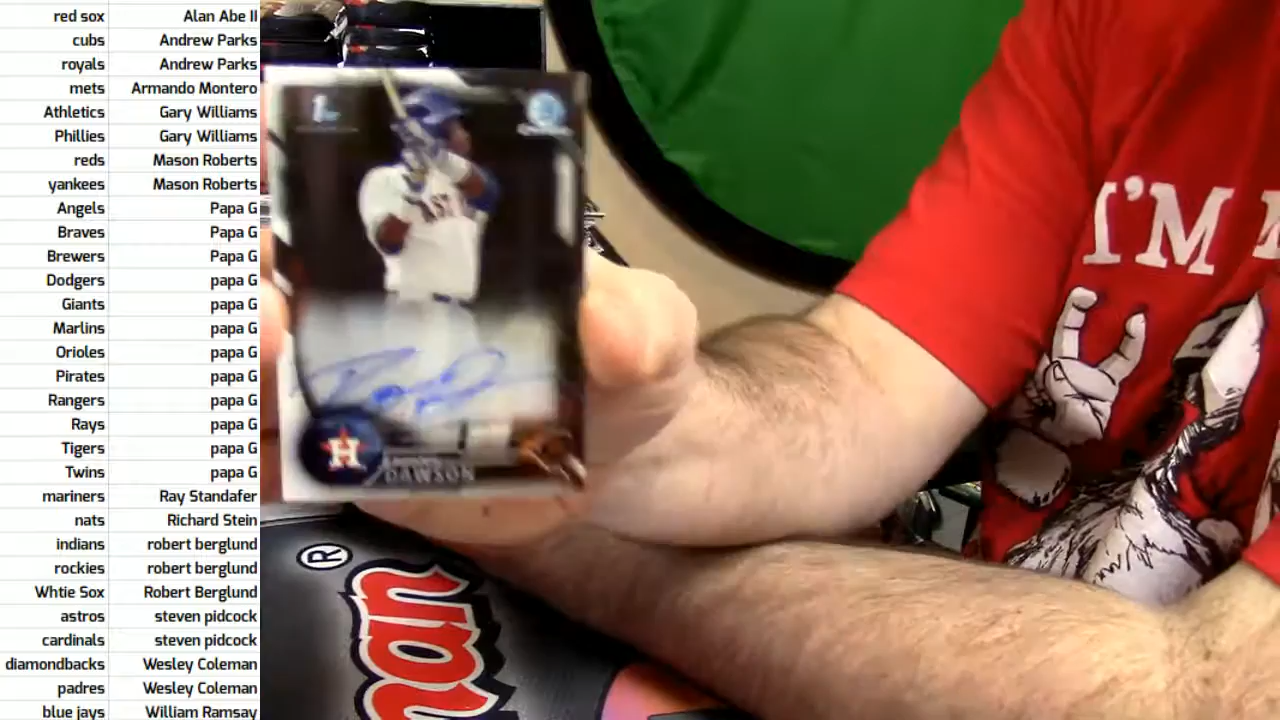 red sox Alan Abe II
cubs Andrew Parks
royals Andrew Parks
mets Armando Montero
Athletics Gary Williams
Phillies Gary Williams
reds Mason Roberts
yankees Mason Roberts
Angels Papa G
Braves Papa G
Brewers Papa G
Dodgers papa G
Giants papa G
Marlins papa G
Orioles papa G
Pirates papa G
Rangers papa G
Rays papa G
Tigers papa G
Twins papa G
mariners Ray Standafer
nats Richard Stein
indians robert berglund
rockies robert berglund
Whtie Sox Robert Berglund
astros steven pidcock
cardinals steven pidcock
diamondbacks Wesley Coleman
padres Wesley Coleman
blue jays William Ramsay
H
DAWSON
I'M
®